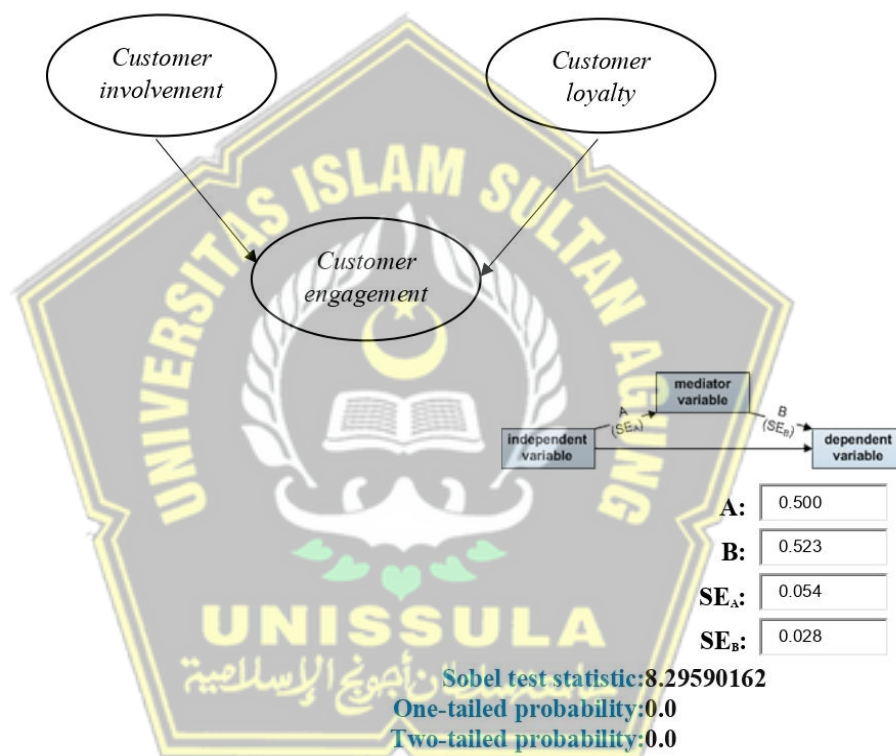 Customer
involvement
Customer
loyalty
UNIVERSITAS ISLAM SULTAN AGUNG
Customer
engagement
mediator
variable
A
(SEA)
B
(SEB)
independent
variable
dependent
variable
A: 0.500
B: 0.523
SEA: 0.054
SEB: 0.028
UNISSULA
جامعة سلطان أجونج الإسلامية
Sobel test statistic:8.29590162
One-tailed probability:0.0
Two-tailed probability:0.0